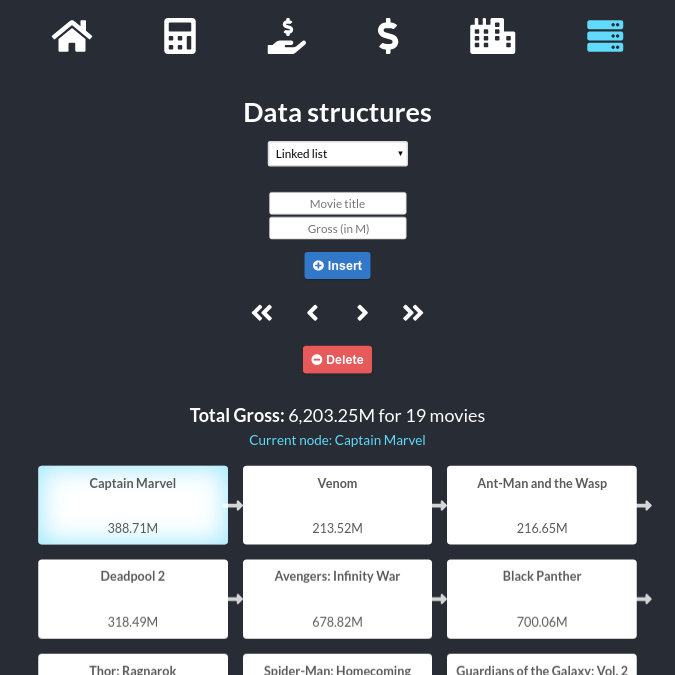 Data structures
Linked list
Movie title
Gross (in M)
Insert
Delete
Total Gross: 6,203.25M for 19 movies
Current node: Captain Marvel
Captain Marvel
388.71M
Venom
213.52M
Ant-Man and the Wasp
216.65M
Deadpool 2
318.49M
Avengers: Infinity War
678.82M
Black Panther
700.06M
Thor: Ragnarok
Spider-Man: Homecoming
Guardians of the Galaxy: Vol. 2